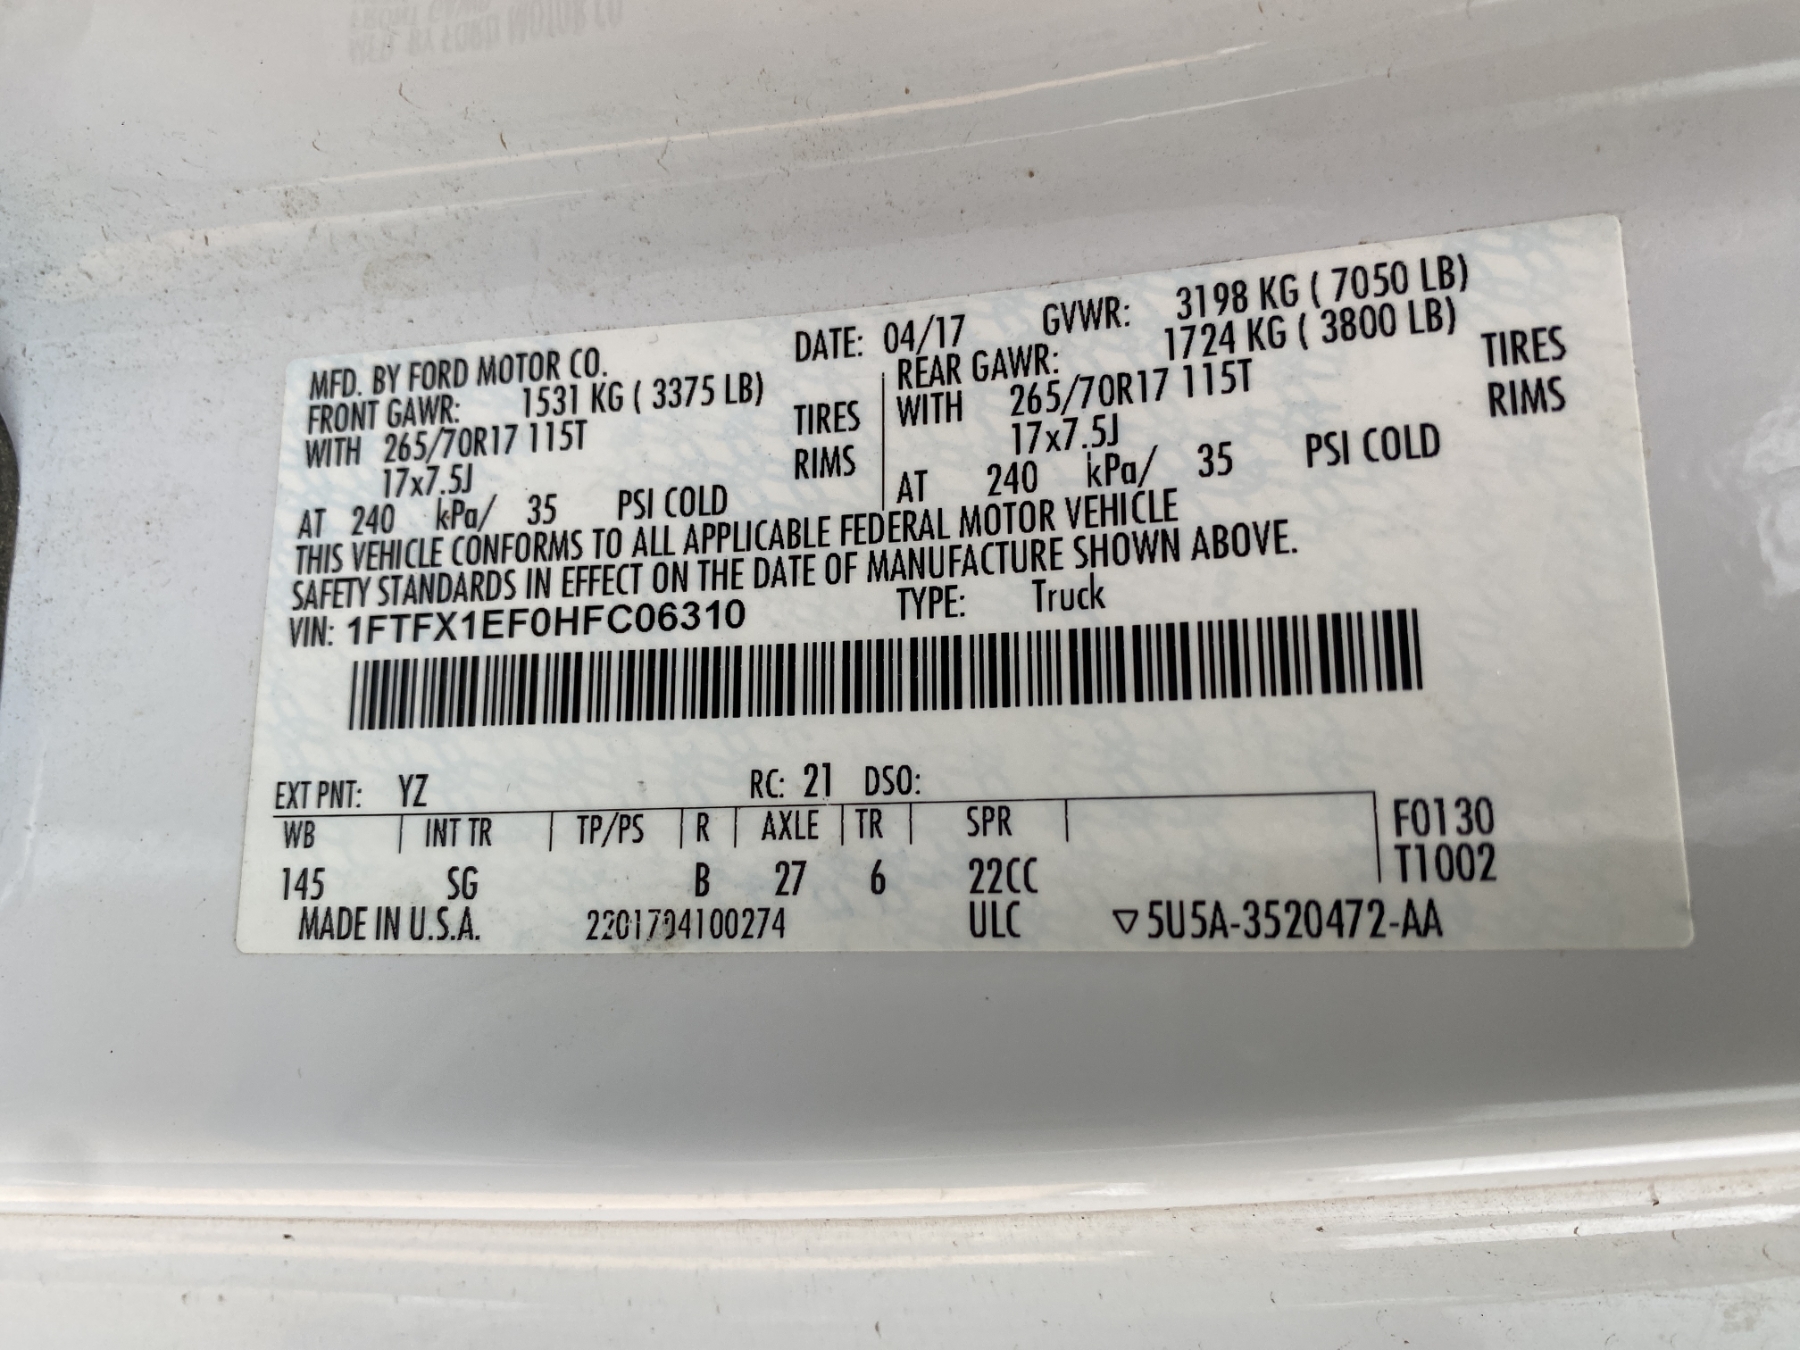 MFD. BY FORD MOTOR CO.
DATE: 04/17 GVWR: 3198 KG ( 7050 LB)
FRONT GAWR: 1531 KG ( 3375 LB)
WITH 265/70R17 115T TIRES
17x7.5J RIMS
AT 240 kPa/ 35 PSI COLD
REAR GAWR: 1724 KG ( 3800 LB)
WITH 265/70R17 115T TIRES
17x7.5J RIMS
AT 240 kPa/ 35 PSI COLD
THIS VEHICLE CONFORMS TO ALL APPLICABLE FEDERAL MOTOR VEHICLE
SAFETY STANDARDS IN EFFECT ON THE DATE OF MANUFACTURE SHOWN ABOVE.
VIN: 1FTFX1EF0HFC06310 TYPE: Truck
EXT PNT: YZ RC: 21 DSO:
WB INT TR TP/PS R AXLE TR SPR
145 SG B 27 6 22CC
F0130
T1002
MADE IN U.S.A. 2201704100274 ULC ▽5U5A-3520472-AA